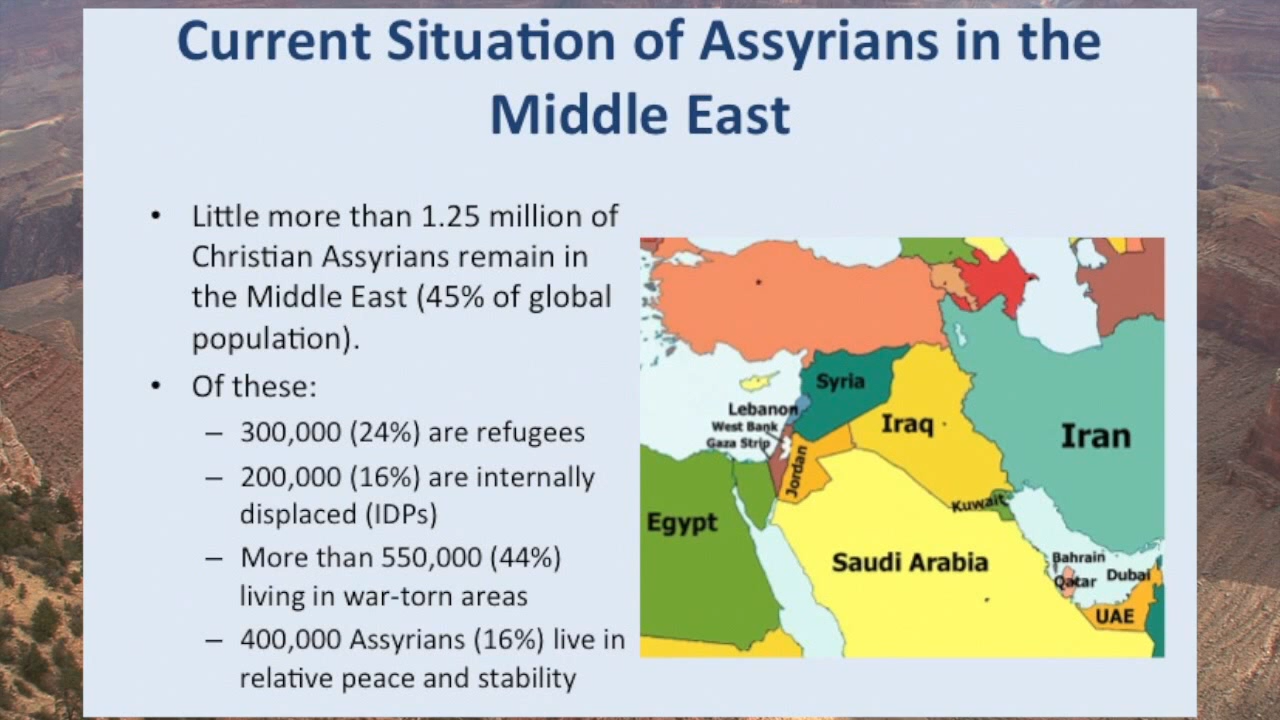 Current Situation of Assyrians in the
Middle East
• Little more than 1.25 million of
Christian Assyrians remain in
the Middle East (45% of global
population).
• Of these:
– 300,000 (24%) are refugees
– 200,000 (16%) are internally
displaced (IDPs)
– More than 550,000 (44%)
living in war-torn areas
– 400,000 Assyrians (16%) live in
relative peace and stability
Syria
Lebanon
West Bank
Gaza Strip
Iraq
Iran
Jordan
Kuwait
Egypt
Saudi Arabia
Bahrain
Qatar
Dubai
UAE